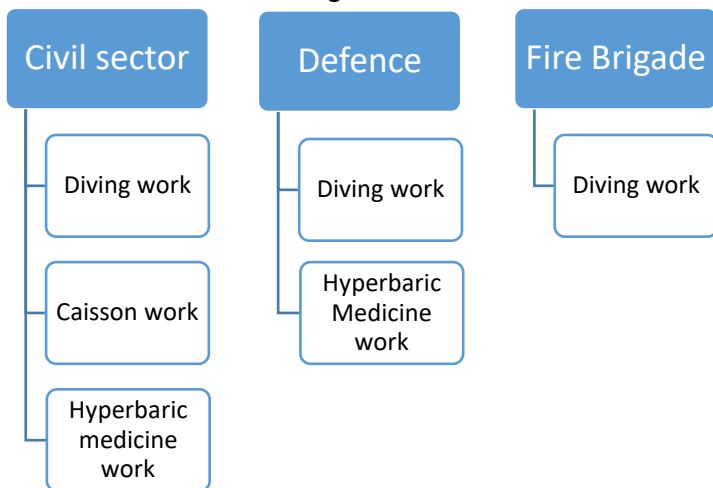 Civil sector
Diving work
Caisson work
Hyperbaric
medicine
work
Defence
Diving work
Hyperbaric
Medicine
work
Fire Brigade
Diving work